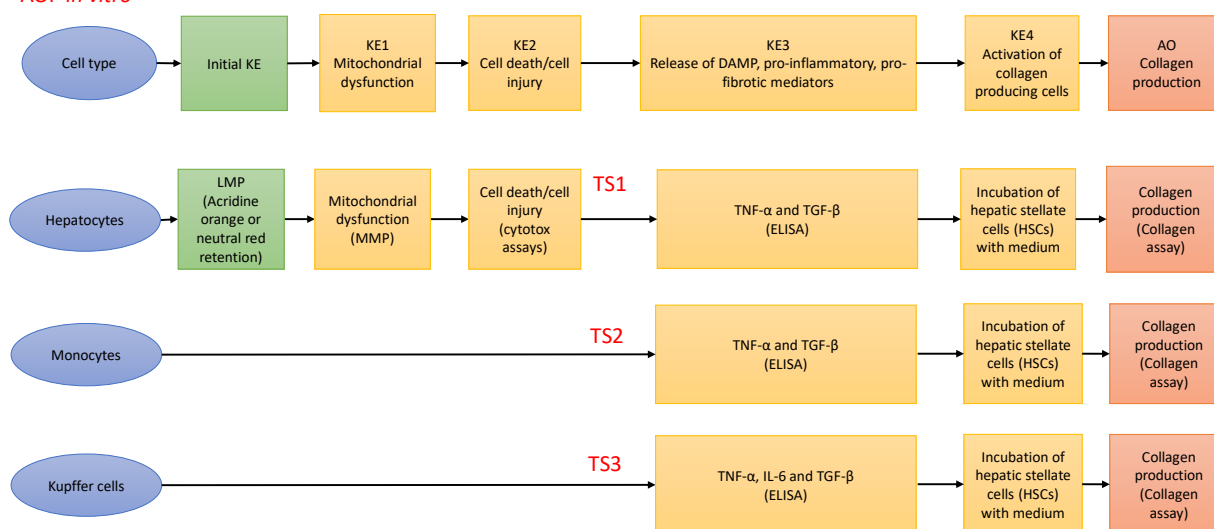 AOP in vitro
Cell type
Initial KE
KE1
Mitochondrial
dysfunction
KE2
Cell death/cell
injury
KE3
Release of DAMP, pro-inflammatory, pro-
fibrotic mediators
KE4
Activation of
collagen
producing cells
AO
Collagen
production
Hepatocytes
LMP
(Acridine
orange or
neutral red
retention)
Mitochondrial
dysfunction
(MMP)
Cell death/cell
injury
(cytotox
assays)
TS1
TNF-α and TGF-β
(ELISA)
Incubation of
hepatic stellate
cells (HSCs)
with medium
Collagen
production
(Collagen
assay)
Monocytes
TS2
TNF-α and TGF-β
(ELISA)
Incubation of
hepatic stellate
cells (HSCs)
with medium
Collagen
production
(Collagen
assay)
Kupffer cells
TS3
TNF-α, IL-6 and TGF-β
(ELISA)
Incubation of
hepatic stellate
cells (HSCs)
with medium
Collagen
production
(Collagen
assay)